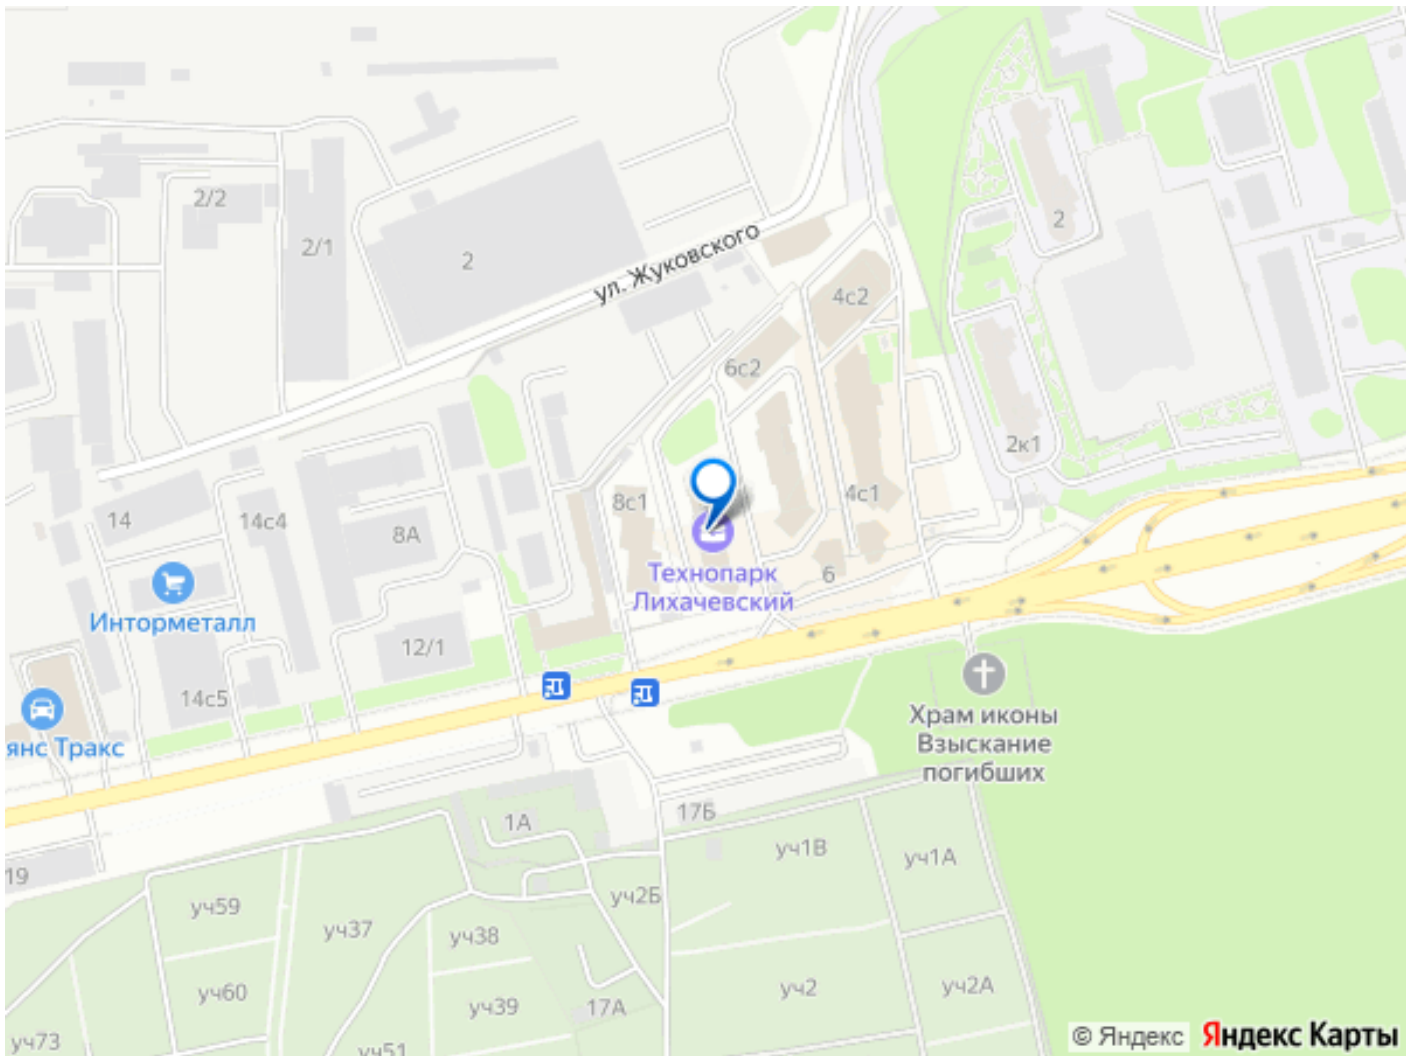 2/2
2/1
2
ул. Жуковского
2
4с2
6с2
2к1
14
14с4
8А
8с1
4с1
6
Технопарк
Лихачевский
Инторметалл
12/1
14с5
янс Тракс
Храм иконы
Взыскание
погибших
1А
17Б
19
уч1В
уч1А
уч59
уч37
уч38
уч2Б
уч60
уч39
17А
уч2
уч2А
уч73
уч51
© Яндекс Яндекс Карты